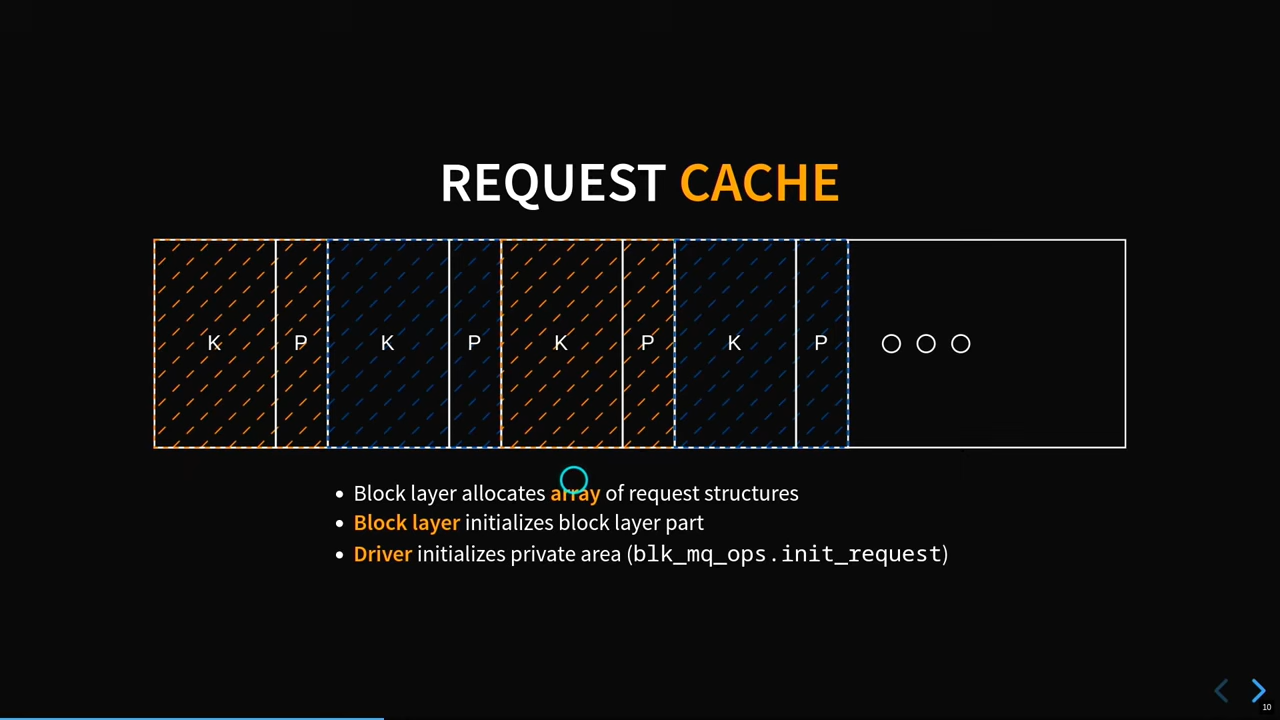 REQUEST CACHE
K P K P K P K P
Block layer allocates array of request structures
Block layer initializes block layer part
Driver initializes private area (blk_mq_ops.init_request)
10